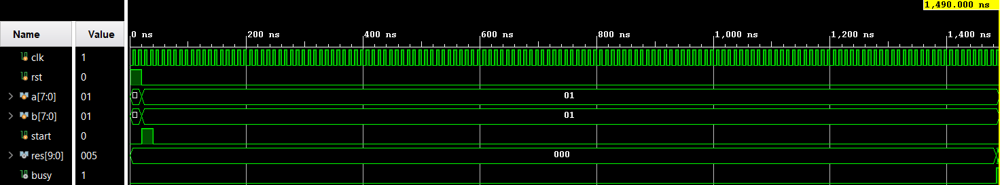 1,490.000 ns
Name Value 0 ns 200 ns 400 ns 600 ns 800 ns 1,000 ns 1,200 ns 1,400 ns
clk 1
rst 0
a[7:0] 01 01
b[7:0] 01 01
start 0
res[9:0] 005 000
busy 1